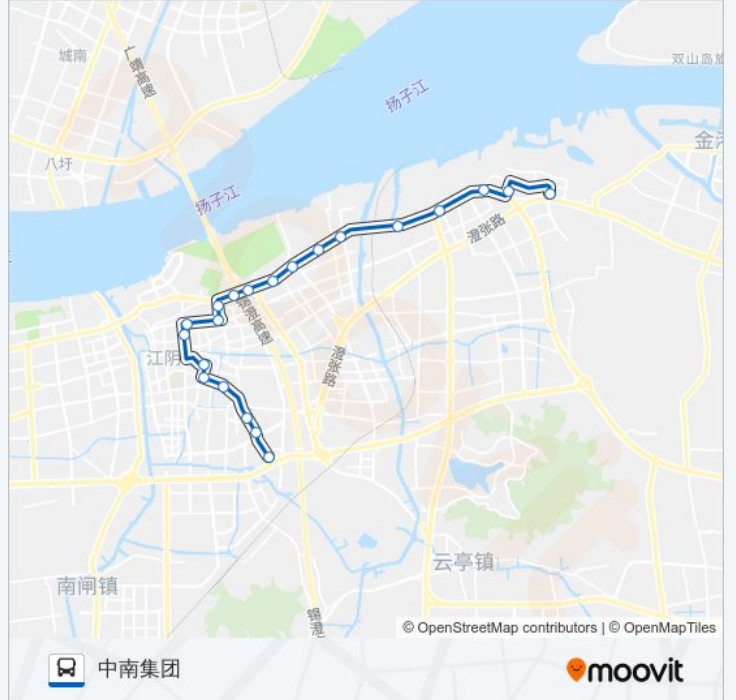 城南
广靖高速
双山岛旅
扬子江
金港
八圩
扬子江
澄张路
锡澄高速
江阴
澄张路
云亭镇
南闸镇
锡澄
© OpenStreetMap contributors | © OpenMapTiles
中南集团
moovit